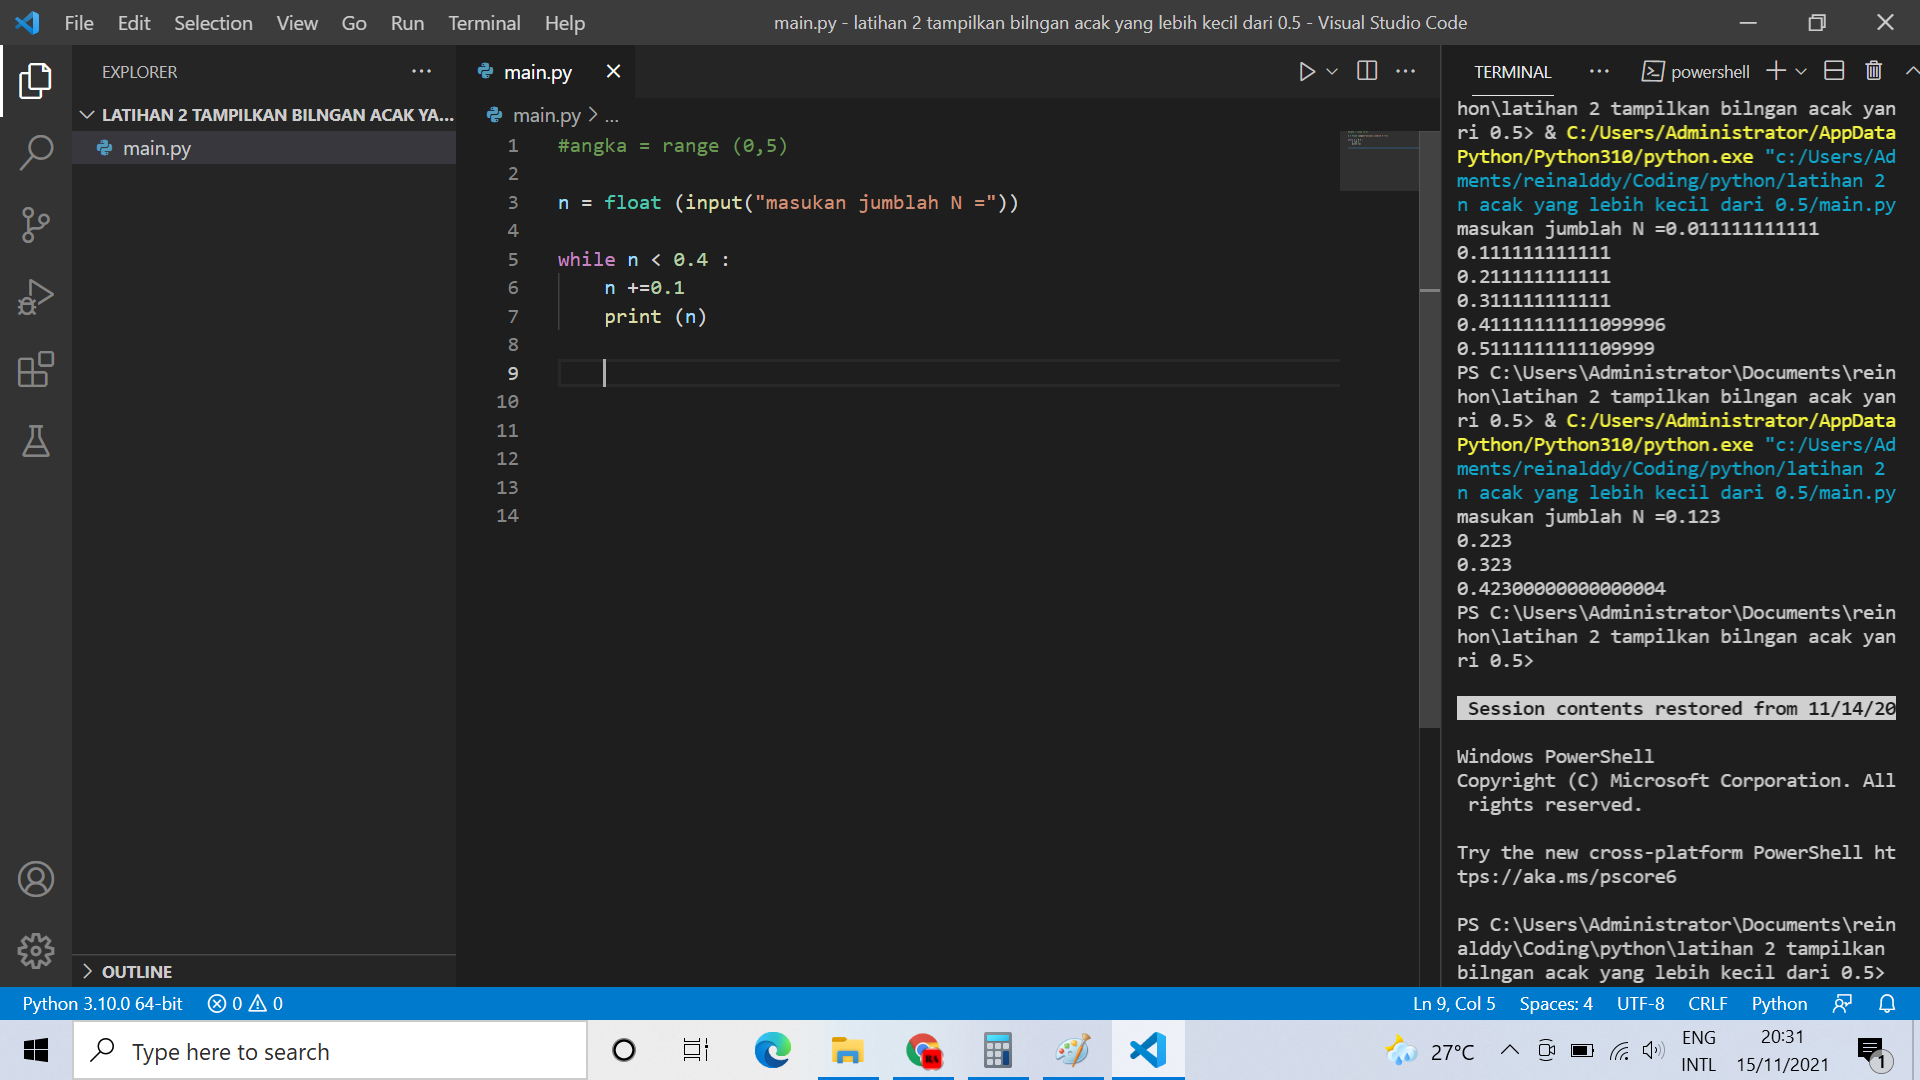 File Edit Selection View Go Run Terminal Help
main.py - latihan 2 tampilkan bilngan acak yang lebih kecil dari 0.5 - Visual Studio Code
EXPLORER
LATIHAN 2 TAMPILKAN BILNGAN ACAK YA...
main.py
OUTLINE
main.py
main.py > ...
1 #angka = range (0,5)
2
3 n = float (input("masukan jumblah N ="))
4
5 while n < 0.4 :
6 n +=0.1
7 print (n)
8
9
10
11
12
13
14
TERMINAL
powershell
hon\latihan 2 tampilkan bilngan acak yan
ri 0.5> & C:/Users/Administrator/AppData
Python/Python310/python.exe "c:/Users/Ad
ments/reinalddy/Coding/python/latihan 2
n acak yang lebih kecil dari 0.5/main.py
masukan jumblah N =0.011111111111
0.111111111111
0.211111111111
0.311111111111
0.41111111111099996
0.5111111111109999
PS C:\Users\Administrator\Documents\rein
hon\latihan 2 tampilkan bilngan acak yan
ri 0.5> & C:/Users/Administrator/AppData
Python/Python310/python.exe "c:/Users/Ad
ments/reinalddy/Coding/python/latihan 2
n acak yang lebih kecil dari 0.5/main.py
masukan jumblah N =0.123
0.223
0.323
0.42300000000000004
PS C:\Users\Administrator\Documents\rein
hon\latihan 2 tampilkan bilngan acak yan
ri 0.5>
Session contents restored from 11/14/20
Windows PowerShell
Copyright (C) Microsoft Corporation. All
rights reserved.
Try the new cross-platform PowerShell ht
tps://aka.ms/pscore6
PS C:\Users\Administrator\Documents\rein
alddy\Coding\python\latihan 2 tampilkan
bilngan acak yang lebih kecil dari 0.5>
Python 3.10.0 64-bit 0 0
Ln 9, Col 5 Spaces: 4 UTF-8 CRLF Python
Type here to search
RA
27°C
ENG
INTL
20:31
15/11/2021
1